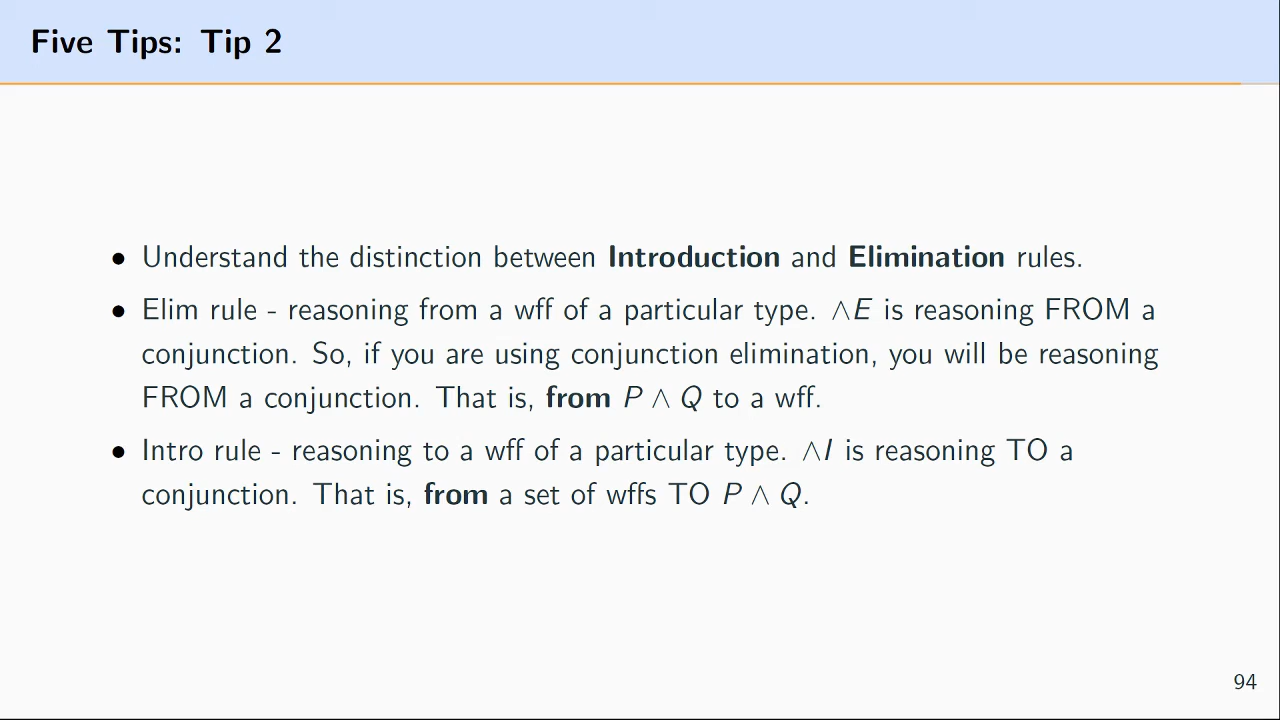 Five Tips: Tip 2
• Understand the distinction between Introduction and Elimination rules.
• Elim rule - reasoning from a wff of a particular type. ∧E is reasoning FROM a
conjunction. So, if you are using conjunction elimination, you will be reasoning
FROM a conjunction. That is, from P ∧ Q to a wff.
• Intro rule - reasoning to a wff of a particular type. ∧I is reasoning TO a
conjunction. That is, from a set of wffs TO P ∧ Q.
94